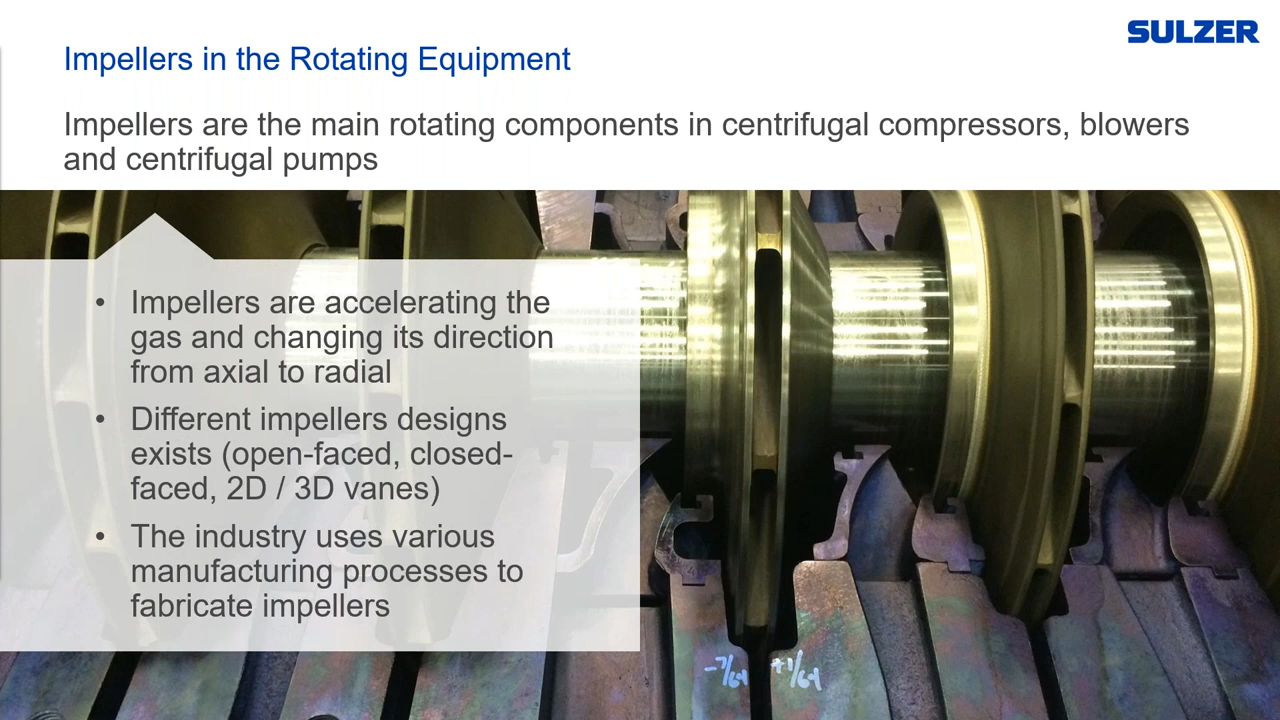 SULZER
Impellers in the Rotating Equipment
Impellers are the main rotating components in centrifugal compressors, blowers
and centrifugal pumps
• Impellers are accelerating the
gas and changing its direction
from axial to radial
• Different impellers designs
exists (open-faced, closed-
faced, 2D / 3D vanes)
• The industry uses various
manufacturing processes to
fabricate impellers
-7/64 +1/64